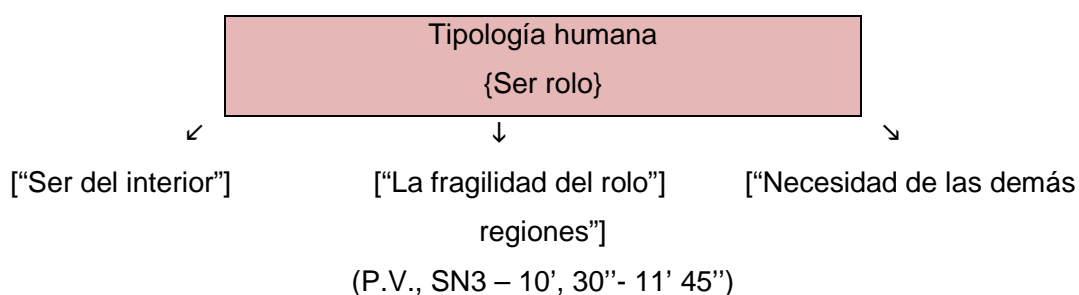 Tipología humana
{Ser rolo}
↙ ↓ ↘
[“Ser del interior”] [“La fragilidad del rolo”] [“Necesidad de las demás
regiones”]
(P.V., SN3 – 10’, 30’’- 11’ 45’’)